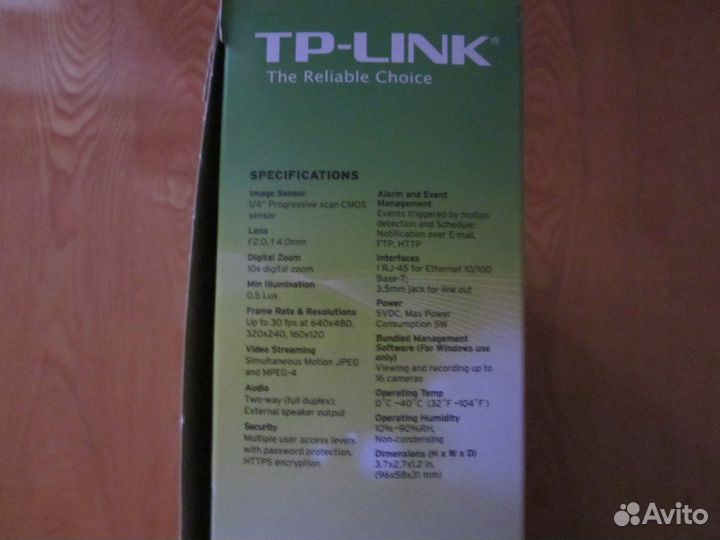 TP-LINK®
The Reliable Choice
SPECIFICATIONS
Image Sensor
1/4" Progressive scan CMOS
sensor
Lens
F2.0, f 4.0mm
Digital Zoom
10x digital zoom
Min Illumination
0.5 Lux
Frame Rate & Resolutions
Up to 30 fps at 640x480,
320x240, 160x120
Video Streaming
Simultaneous Motion JPEG
and MPEG-4
Audio
Two-way (full duplex);
External speaker output
Security
Multiple user access levels
with password protection,
HTTPS encryption
Alarm and Event
Management
Events triggered by motion
detection and Schedule;
Notification over E-mail,
FTP, HTTP
Interfaces
1 RJ-45 for Ethernet 10/100
Base-T;
3.5mm jack for line out
Power
5VDC, Max Power
Consumption 5W
Bundled Management
Software (For Windows use
only)
Viewing and recording up to
16 cameras
Operating Temp
0°C ~40°C (32°F ~104°F)
Operating Humidity
10%~90%RH,
Non-condensing
Dimensions (H x W x D)
3.7x2.7x1.2 in.
(96x58x31 mm)
Avito